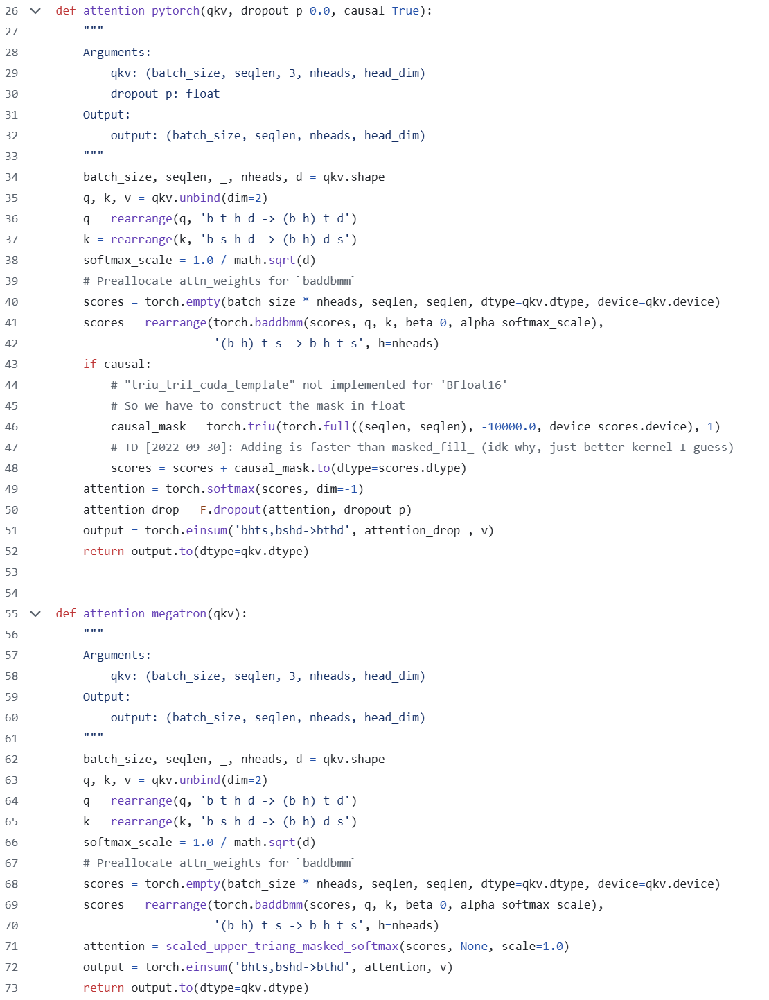 26 def attention_pytorch(qkv, dropout_p=0.0, causal=True):
27     """
28     Arguments:
29         qkv: (batch_size, seqlen, 3, nheads, head_dim)
30         dropout_p: float
31     Output:
32         output: (batch_size, seqlen, nheads, head_dim)
33     """
34     batch_size, seqlen, _, nheads, d = qkv.shape
35     q, k, v = qkv.unbind(dim=2)
36     q = rearrange(q, 'b t h d -> (b h) t d')
37     k = rearrange(k, 'b s h d -> (b h) d s')
38     softmax_scale = 1.0 / math.sqrt(d)
39     # Preallocate attn_weights for `baddbmm`
40     scores = torch.empty(batch_size * nheads, seqlen, seqlen, dtype=qkv.dtype, device=qkv.device)
41     scores = rearrange(torch.baddbmm(scores, q, k, beta=0, alpha=softmax_scale),
42                        '(b h) t s -> b h t s', h=nheads)
43     if causal:
44         # "triu_tril_cuda_template" not implemented for 'BFloat16'
45         # So we have to construct the mask in float
46         causal_mask = torch.triu(torch.full((seqlen, seqlen), -10000.0, device=scores.device), 1)
47         # TD [2022-09-30]: Adding is faster than masked_fill_ (idk why, just better kernel I guess)
48         scores = scores + causal_mask.to(dtype=scores.dtype)
49     attention = torch.softmax(scores, dim=-1)
50     attention_drop = F.dropout(attention, dropout_p)
51     output = torch.einsum('bhts,bshd->bthd', attention_drop , v)
52     return output.to(dtype=qkv.dtype)
53
54
55 def attention_megatron(qkv):
56     """
57     Arguments:
58         qkv: (batch_size, seqlen, 3, nheads, head_dim)
59     Output:
60         output: (batch_size, seqlen, nheads, head_dim)
61     """
62     batch_size, seqlen, _, nheads, d = qkv.shape
63     q, k, v = qkv.unbind(dim=2)
64     q = rearrange(q, 'b t h d -> (b h) t d')
65     k = rearrange(k, 'b s h d -> (b h) d s')
66     softmax_scale = 1.0 / math.sqrt(d)
67     # Preallocate attn_weights for `baddbmm`
68     scores = torch.empty(batch_size * nheads, seqlen, seqlen, dtype=qkv.dtype, device=qkv.device)
69     scores = rearrange(torch.baddbmm(scores, q, k, beta=0, alpha=softmax_scale),
70                        '(b h) t s -> b h t s', h=nheads)
71     attention = scaled_upper_triang_masked_softmax(scores, None, scale=1.0)
72     output = torch.einsum('bhts,bshd->bthd', attention, v)
73     return output.to(dtype=qkv.dtype)